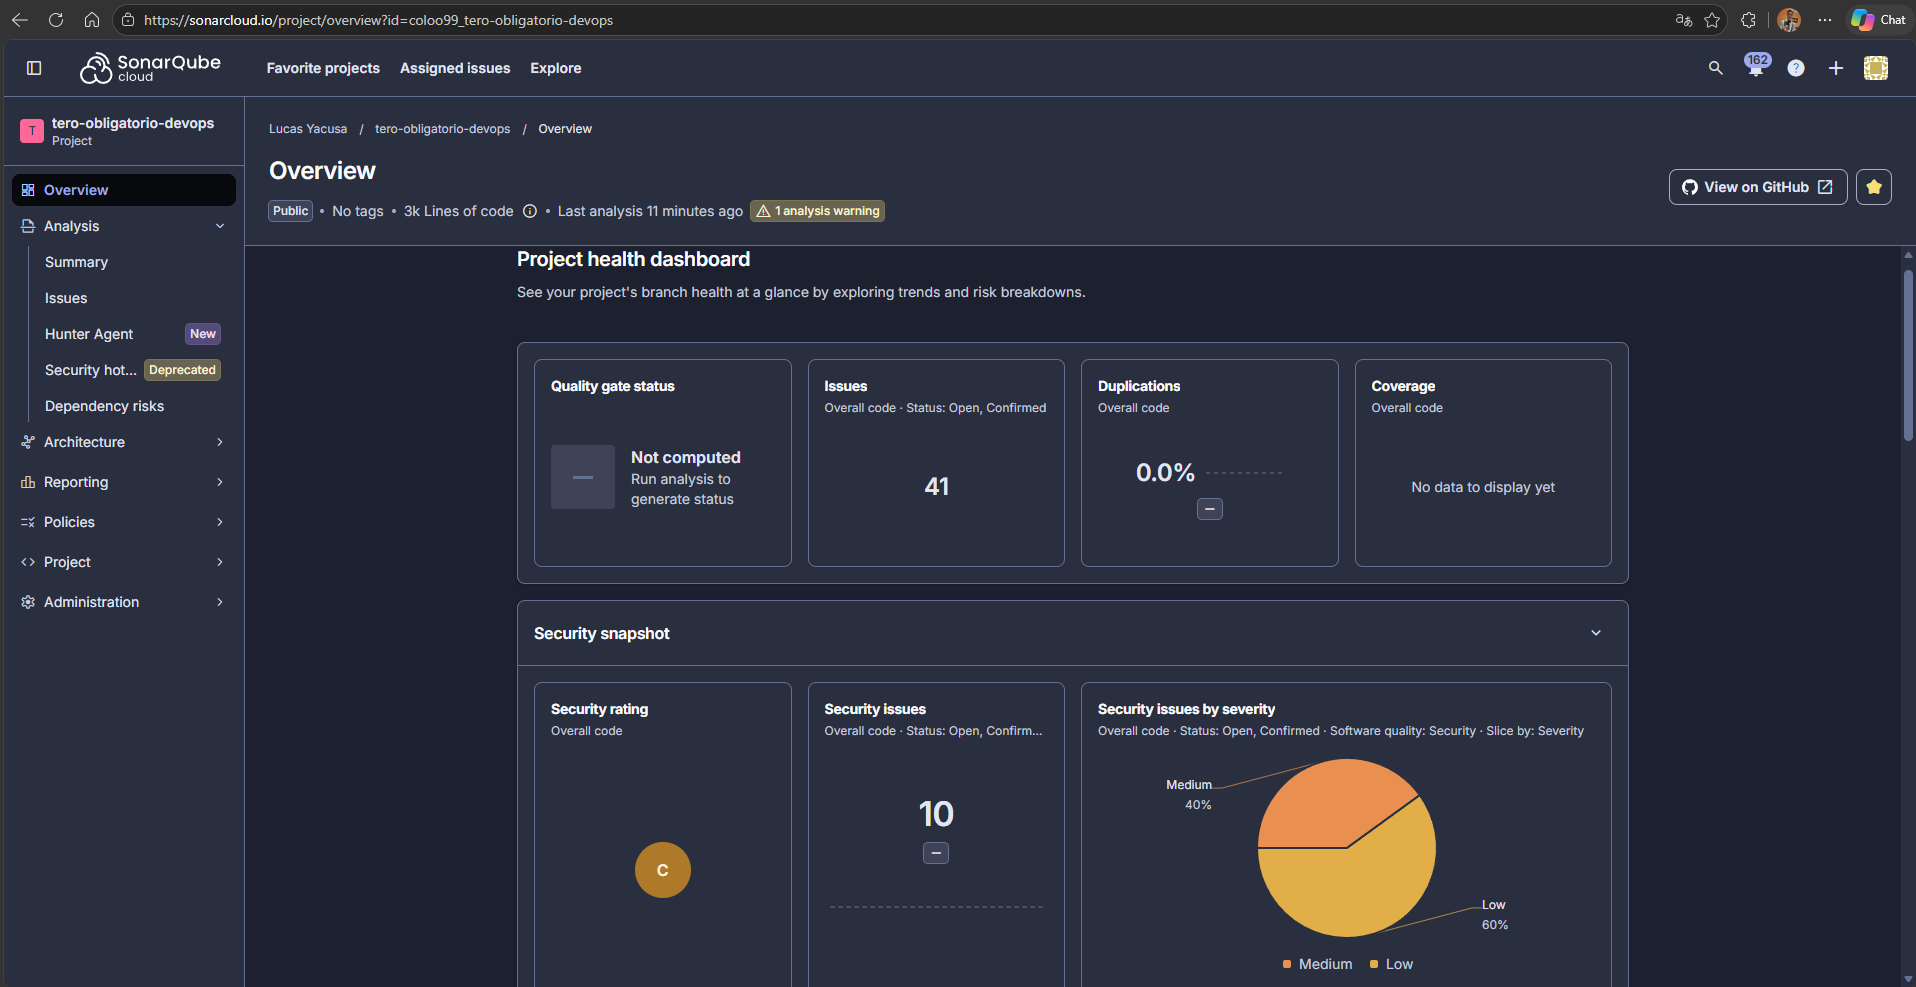 https://sonarcloud.io/project/overview?id=coloo99_tero-obligatorio-devops
Chat
SonarQube cloud
Favorite projects
Assigned issues
Explore
162
?
T
tero-obligatorio-devops
Project
Overview
Analysis
Summary
Issues
Hunter Agent New
Security hot... Deprecated
Dependency risks
Architecture
Reporting
Policies
Project
Administration
Lucas Yacusa / tero-obligatorio-devops / Overview
Overview
Public • No tags • 3k Lines of code • Last analysis 11 minutes ago 1 analysis warning
View on GitHub
Project health dashboard
See your project's branch health at a glance by exploring trends and risk breakdowns.
Quality gate status
Not computed
Run analysis to
generate status
Issues
Overall code · Status: Open, Confirmed
41
Duplications
Overall code
0.0%
Coverage
Overall code
No data to display yet
Security snapshot
Security rating
Overall code
C
Security issues
Overall code · Status: Open, Confirm...
10
Security issues by severity
Overall code · Status: Open, Confirmed · Software quality: Security · Slice by: Severity
Medium
40%
Low
60%
Medium
Low